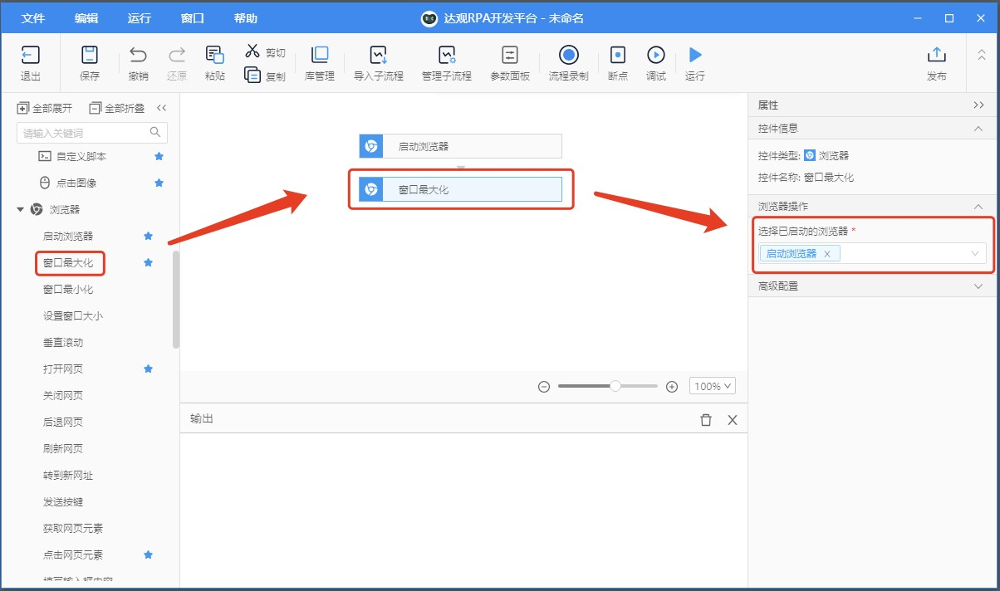 文件 编辑 运行 窗口 帮助 达观RPA开发平台 - 未命名
退出 保存 撤销 还原 粘贴 剪切 复制 库管理 导入子流程 管理子流程 参数面板 流程录制 断点 调试 运行 发布
全部展开 全部折叠
请输入关键词
自定义脚本
点击图像
浏览器
启动浏览器
窗口最大化
窗口最小化
设置窗口大小
垂直滚动
打开网页
关闭网页
后退网页
刷新网页
转到新网址
发送按键
获取网页元素
点击网页元素
填写输入框内容
启动浏览器
窗口最大化
100%
输出
属性
控件信息
控件类型: 浏览器
控件名称: 窗口最大化
浏览器操作
选择已启动的浏览器 *
启动浏览器 x
高级配置